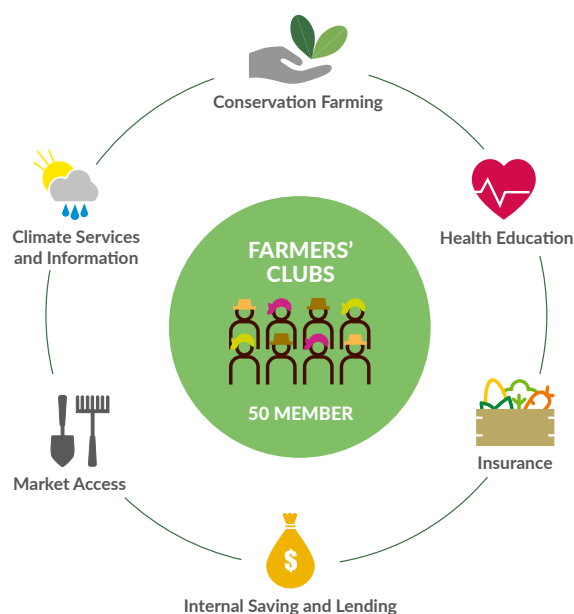 Conservation Farming
Climate Services
and Information
Health Education
FARMERS'
CLUBS
50 MEMBER
Market Access
Insurance
$
Internal Saving and Lending